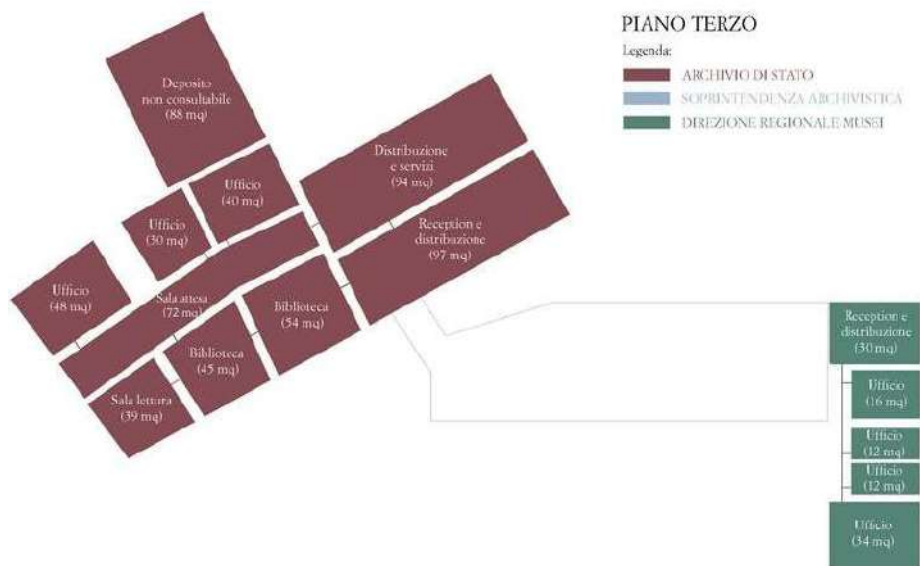 PIANO TERZO
Legenda:
ARCHIVIO DI STATO
SOPRINTENDENZA ARCHIVISTICA
DIREZIONE REGIONALE MUSEI
Deposito
non consultabile
(88 mq)
Distribuzione
e servizi
(94 mq)
Ufficio
(40 mq)
Ufficio
(30 mq)
Reception e
distribazione
(97 mq)
Ufficio
(48 mq)
Sala attesa
(72 mq)
Biblioteca
(54 mq)
Biblioteca
(45 mq)
Sala lettura
(39 mq)
Reception e
distribuzione
(30 mq)
Ufficio
(16 mq)
Ufficio
(12 mq)
Ufficio
(12 mq)
Ufficio
(34 mq)